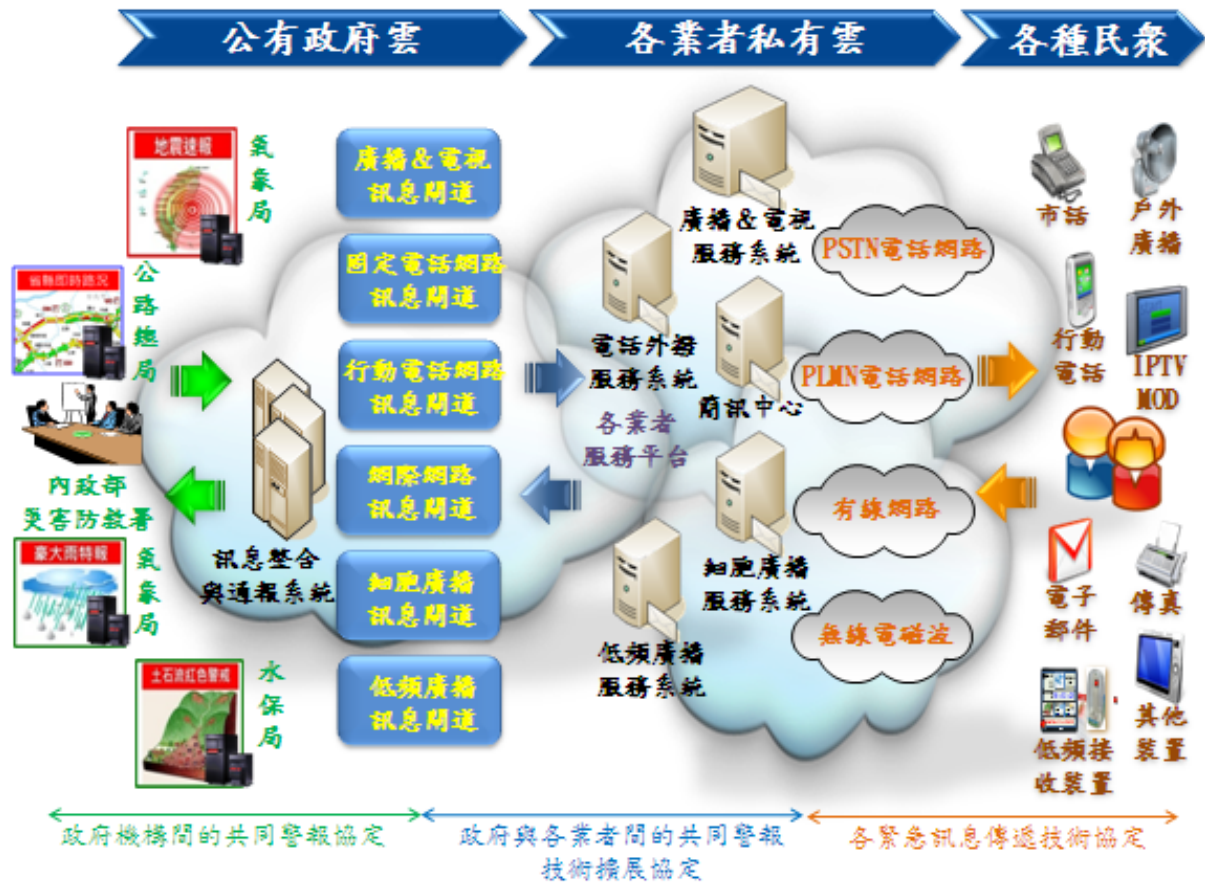 公有政府雲
各業者私有雲
各種民眾
地震速報
氣象局
省縣即時路況
公路總局
內政部
災害防救署
豪大雨特報
氣象局
土石流紅色警戒
水保局
訊息整合
與通報系統
廣播&電視
訊息閘道
固定電話網路
訊息閘道
行動電話網路
訊息閘道
網際網路
訊息閘道
細胞廣播
訊息閘道
低頻廣播
訊息閘道
廣播&電視
服務系統
電話外撥
服務系統
簡訊中心
各業者
服務平台
細胞廣播
服務系統
低頻廣播
服務系統
PSTN電話網路
PLMN電話網路
有線網路
無線電磁波
市話
戶外
廣播
行動
電話
IPTV
MOD
電子
郵件
傳真
低頻接
收裝置
其他
裝置
政府機構間的共同警報協定
政府與各業者間的共同警報
技術擴展協定
各緊急訊息傳遞技術協定